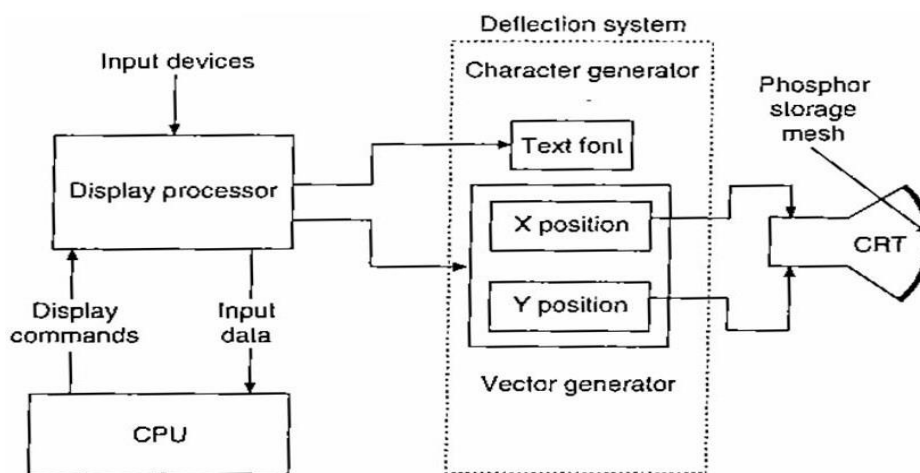 Deflection system
Input devices
Character generator
Phosphor
storage
mesh
Text font
Display processor
X position
CRT
Y position
Display
commands
Input
data
Vector generator
CPU